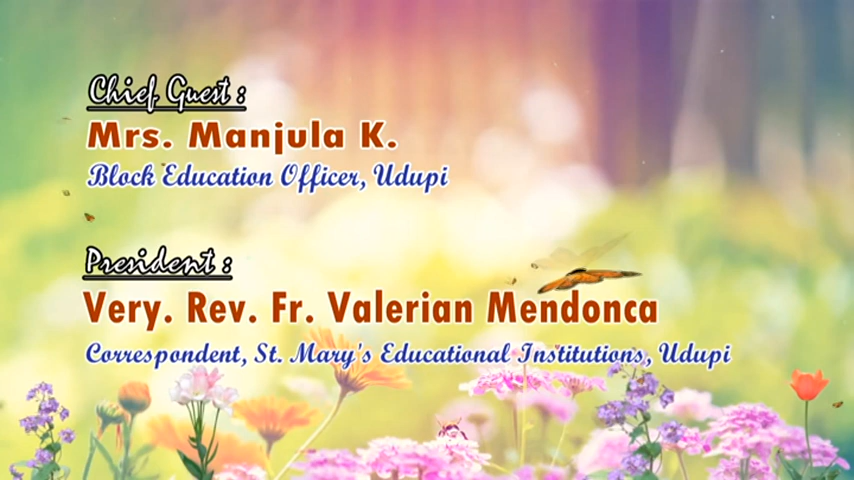 Chief Guest :
Mrs. Manjula K.
Block Education Officer, Udupi
President :
Very. Rev. Fr. Valerian Mendonca
Correspondent, St. Mary's Educational Institutions, Udupi